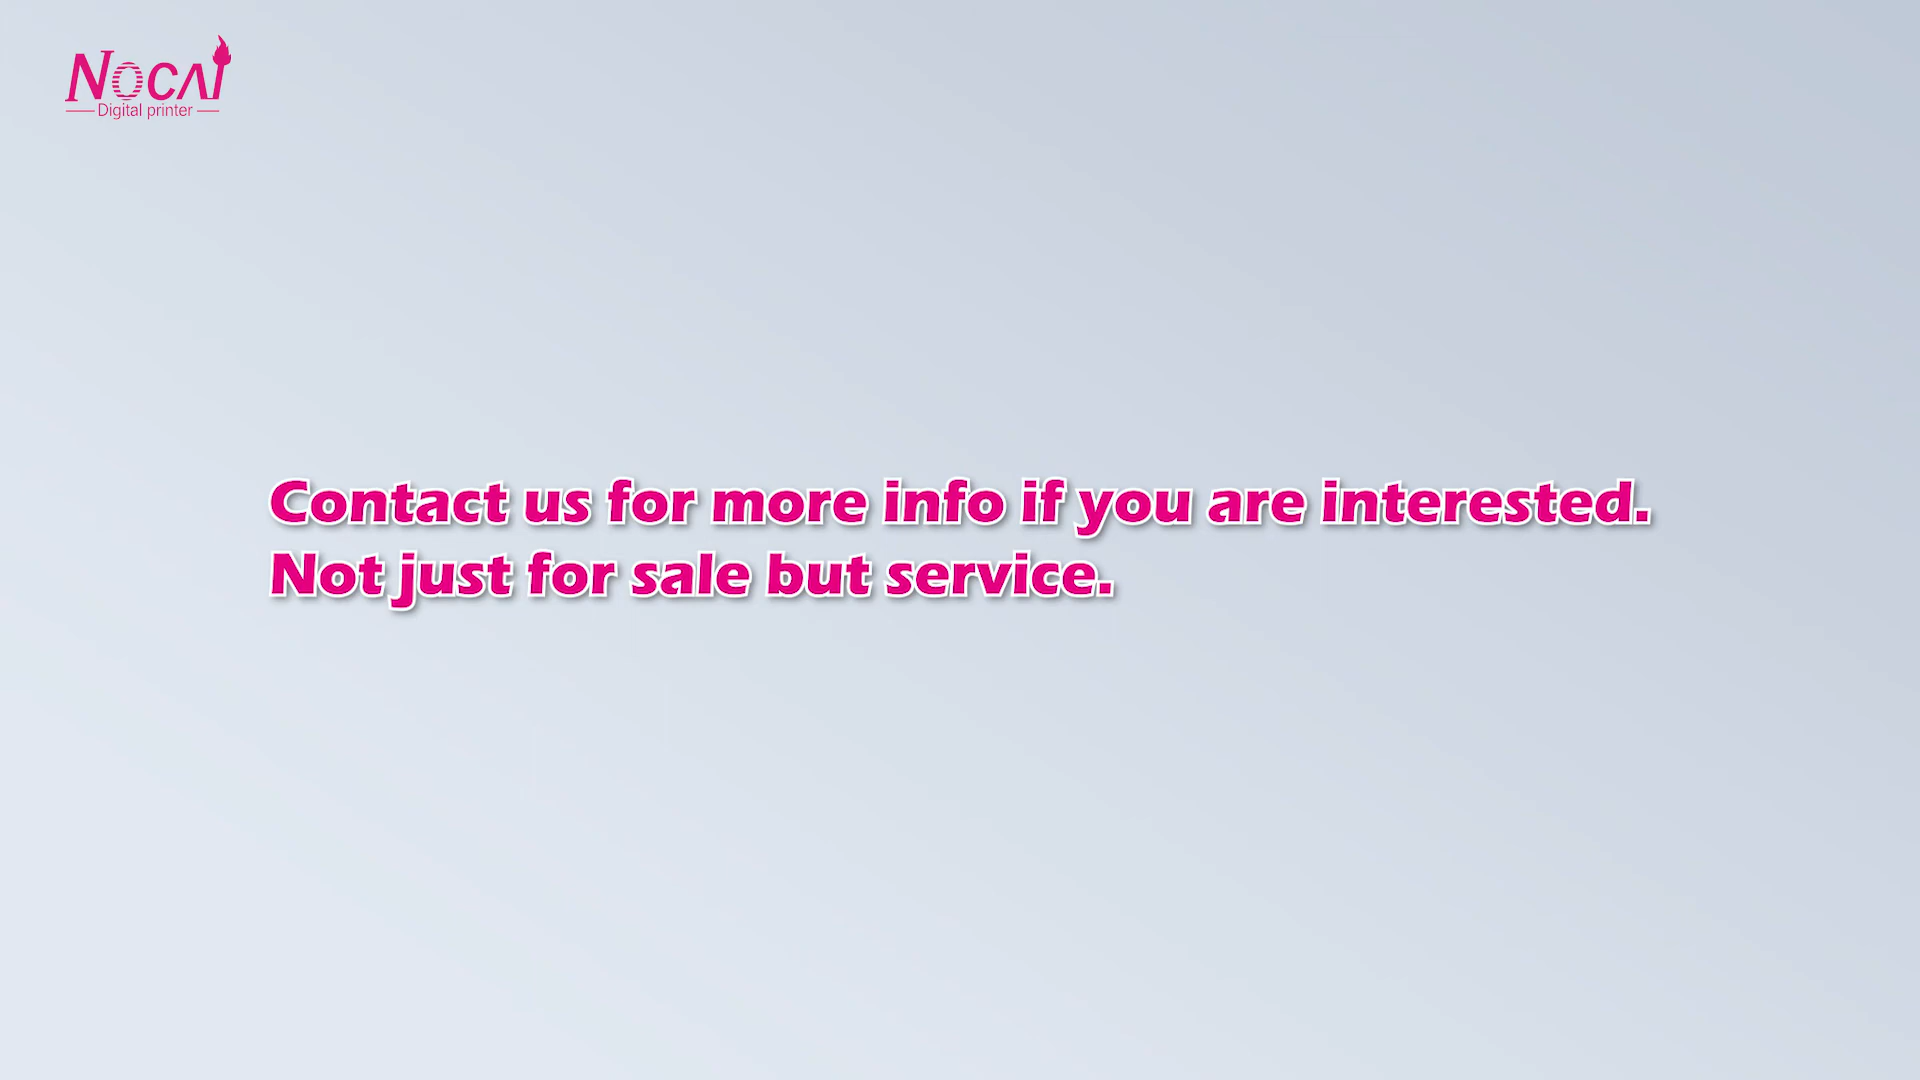 NOCAI
Digital printer
Contact us for more info if you are interested.
Not just for sale but service.